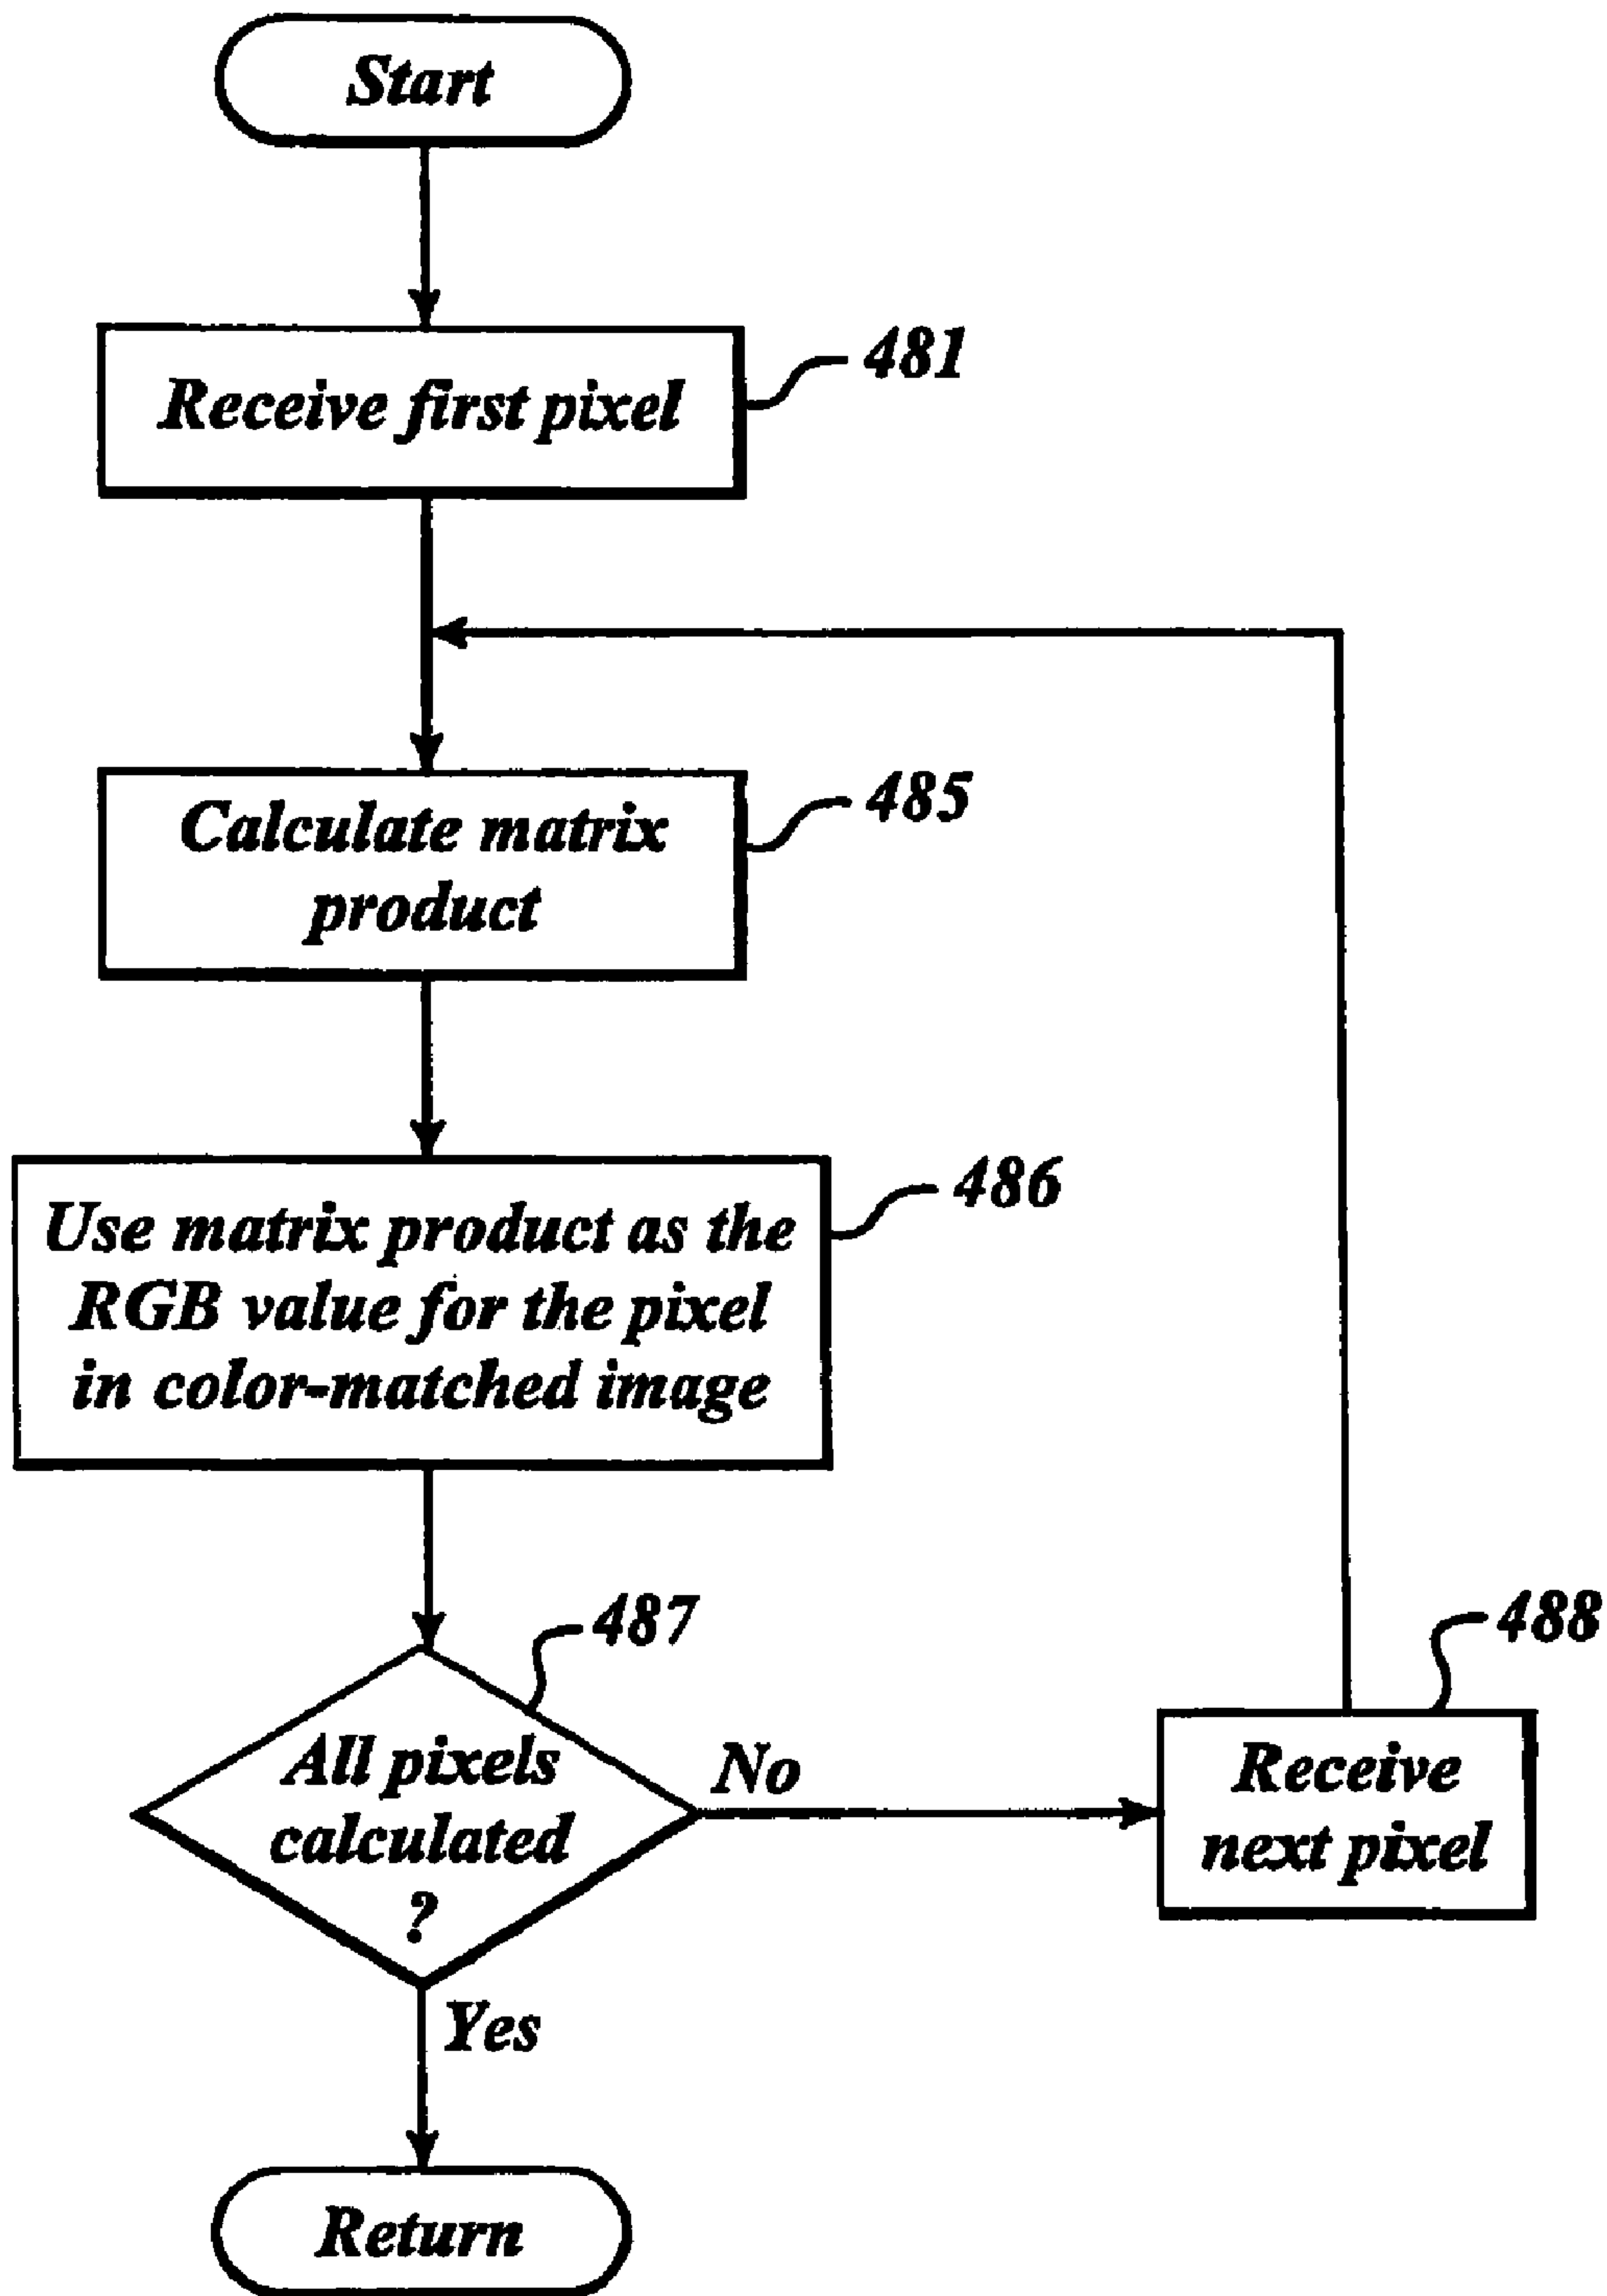 Start
Receive first pixel
481
Calculate matrix
product
485
Use matrix product as the
RGB value for the pixel
in color-matched image
486
487
All pixels
calculated
?
No
488
Receive
next pixel
Yes
Return